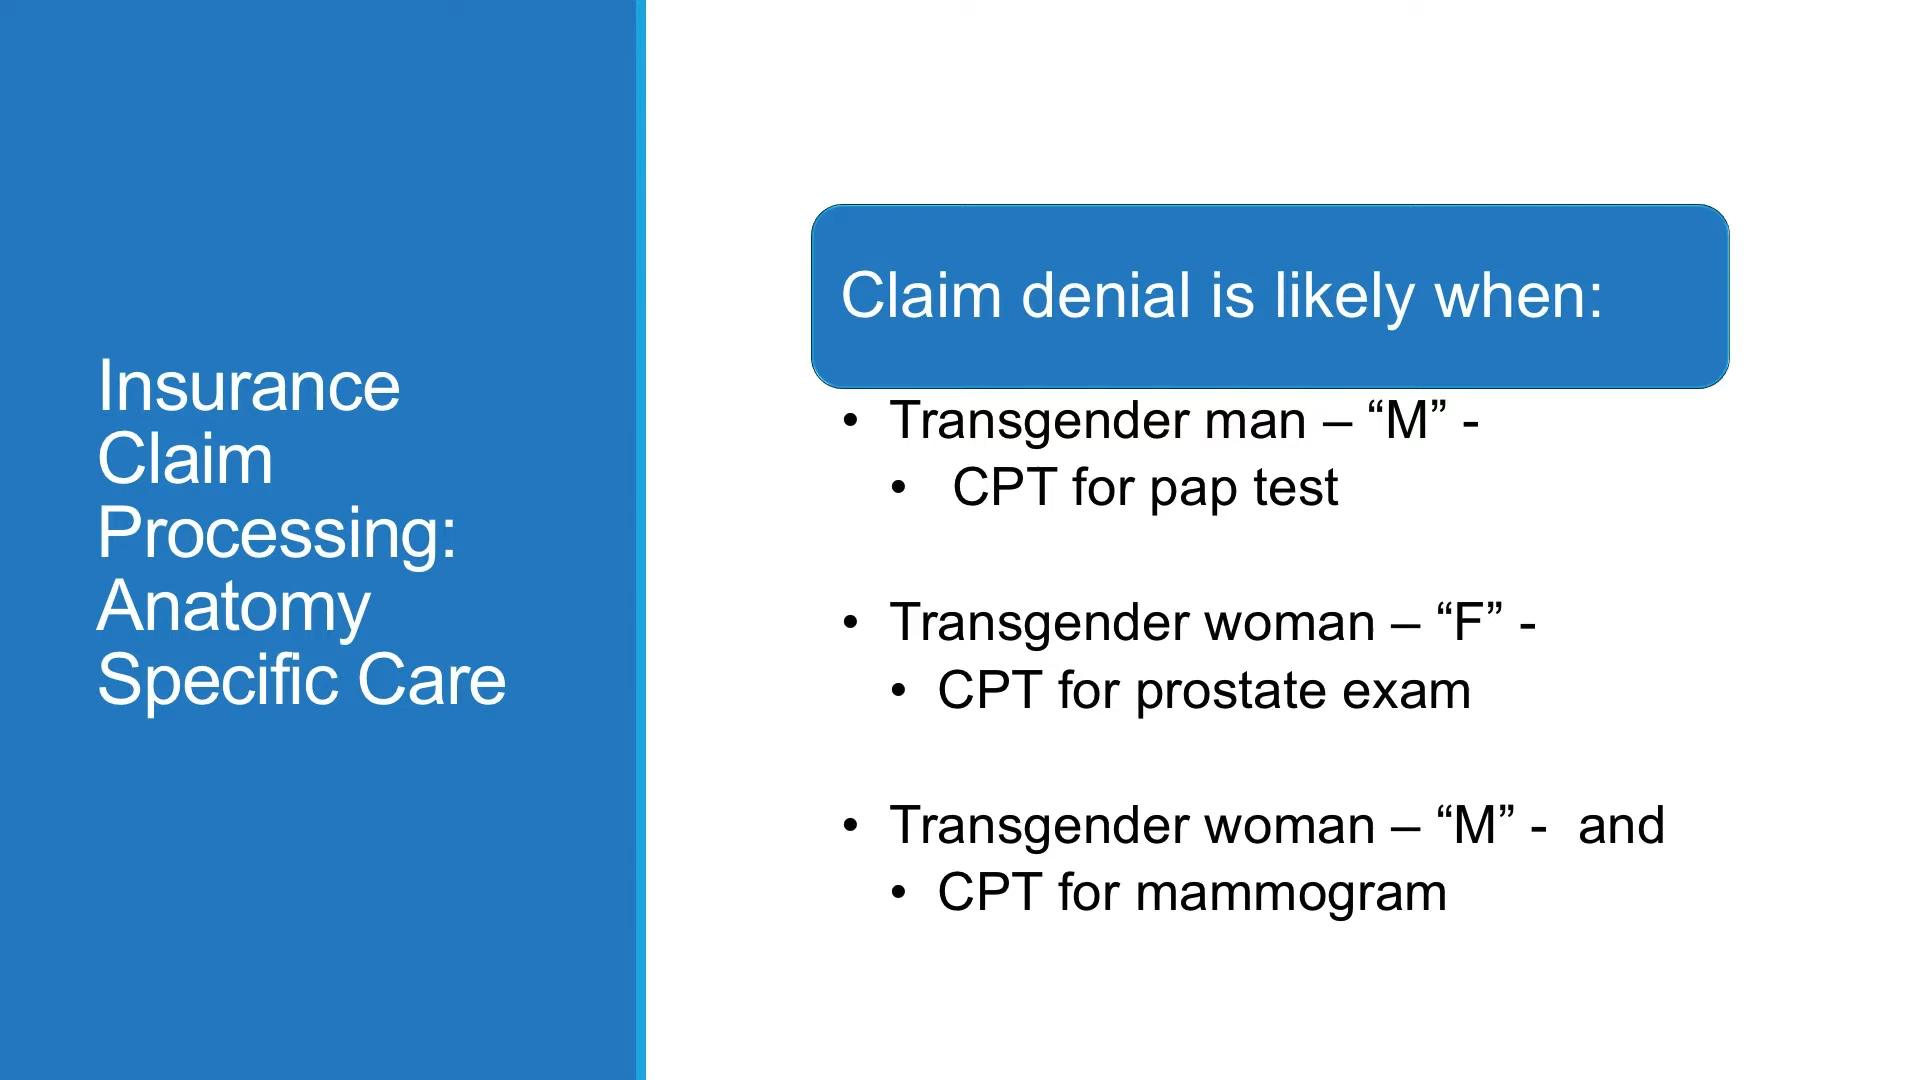 Insurance
Claim
Processing:
Anatomy
Specific Care
Claim denial is likely when:
• Transgender man – “M” -
• CPT for pap test
• Transgender woman – “F” -
• CPT for prostate exam
• Transgender woman – “M” - and
• CPT for mammogram